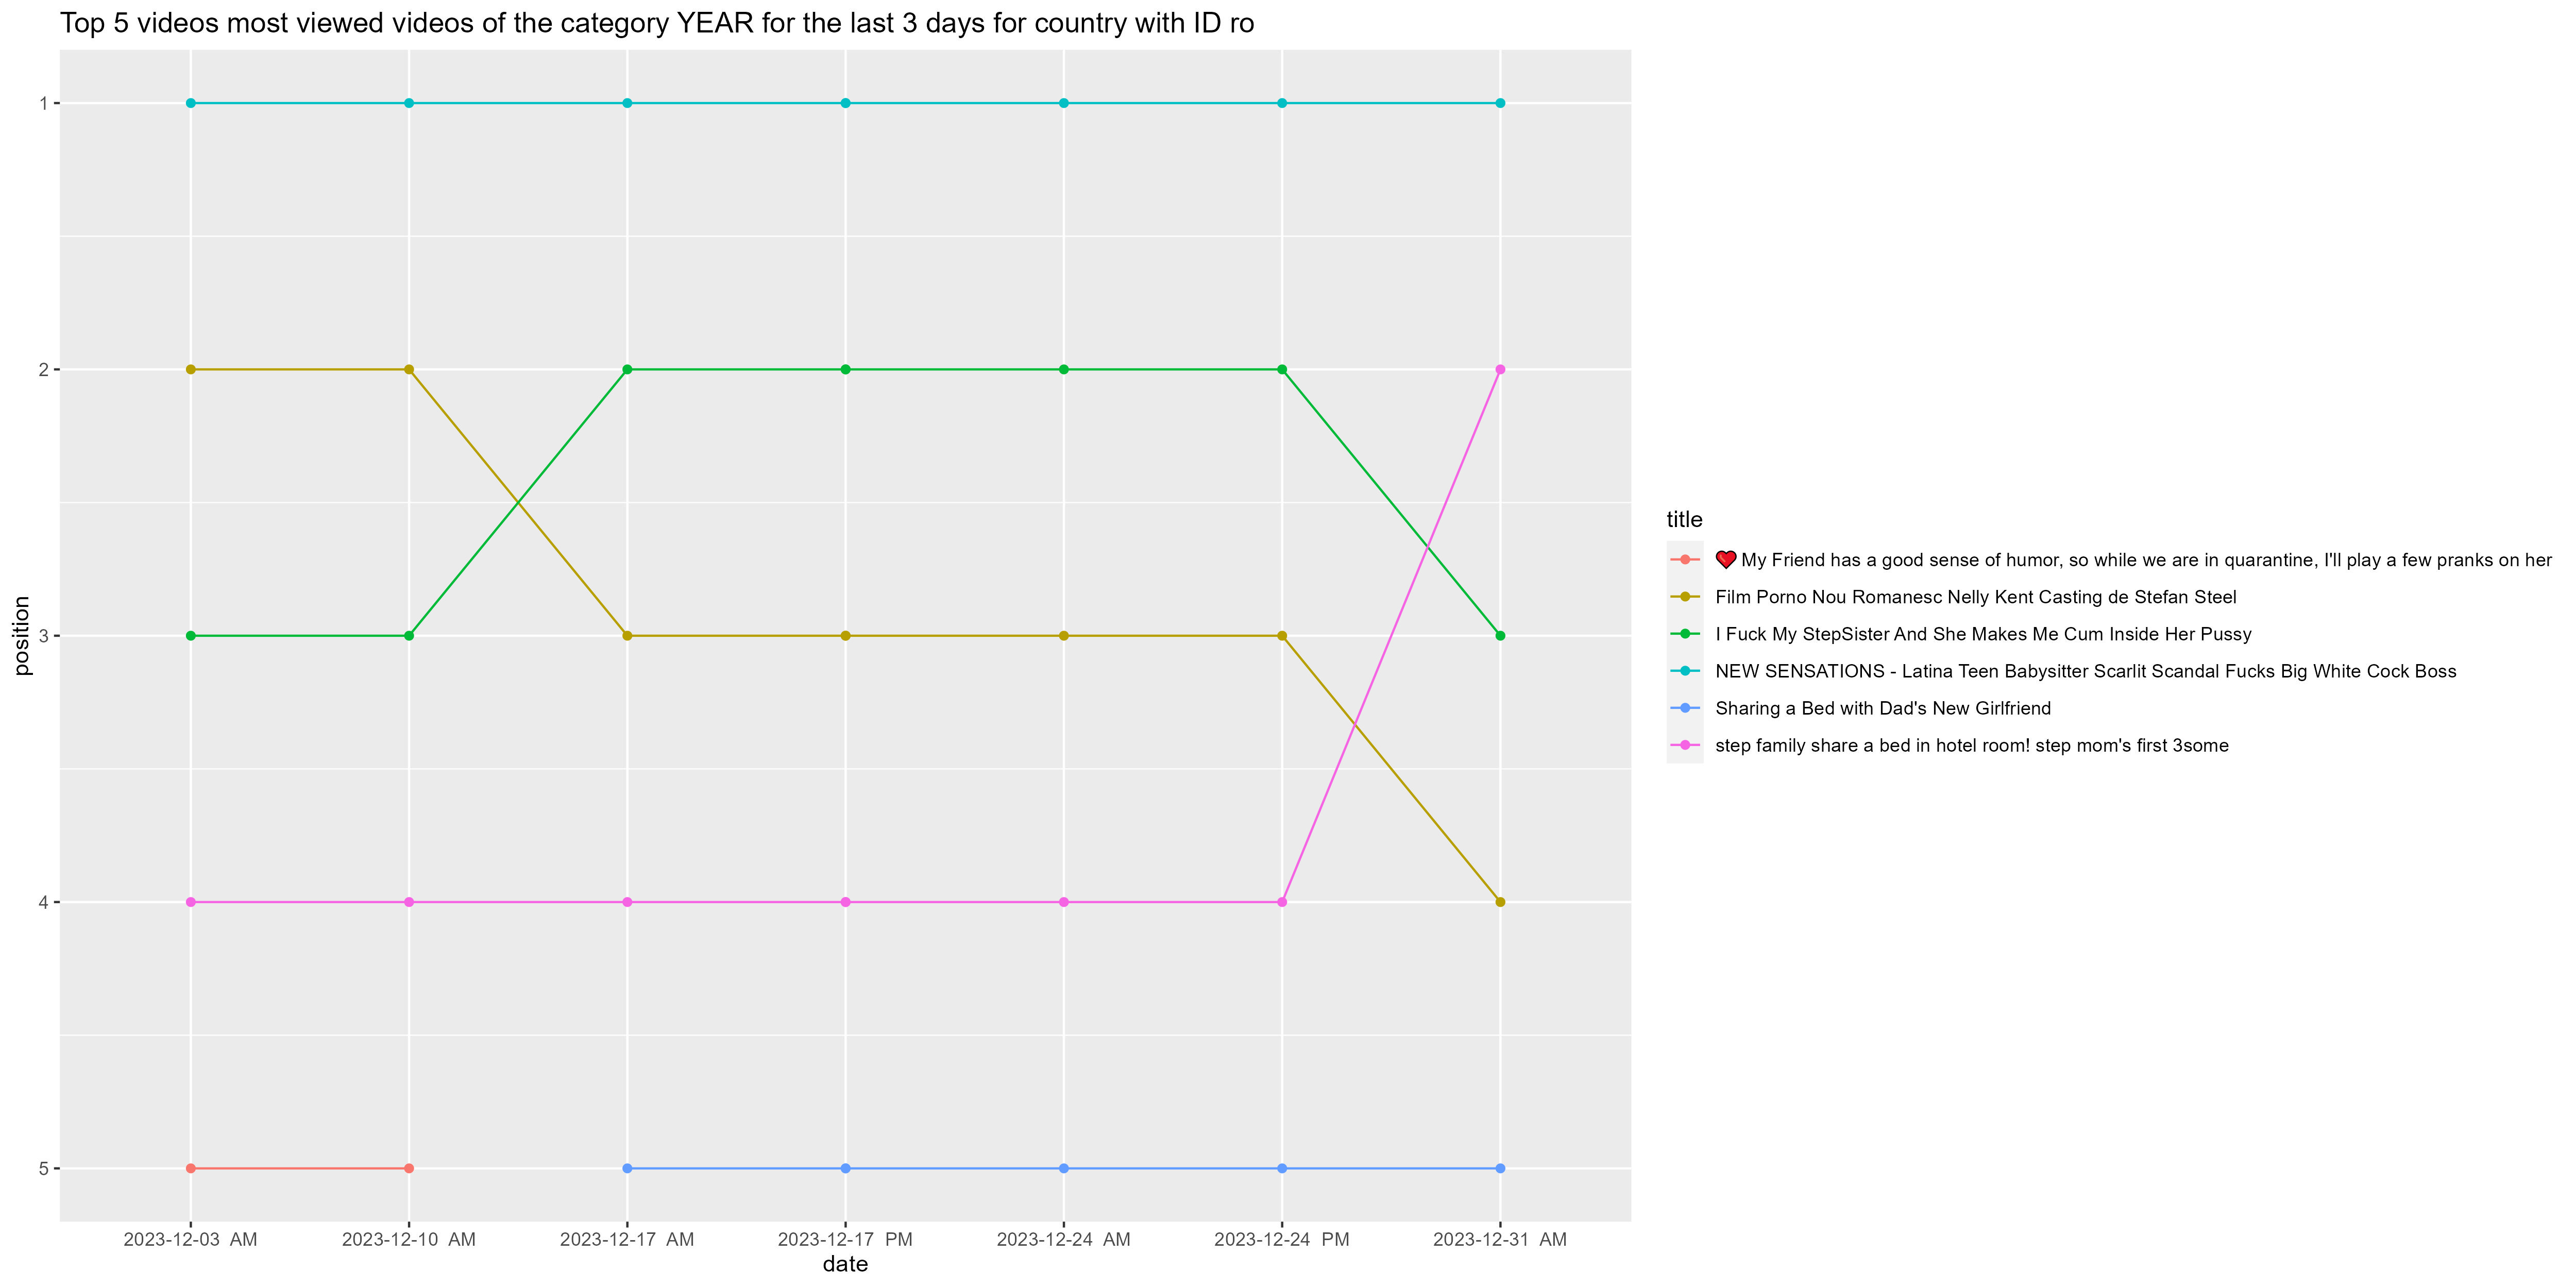 Top 5 videos most viewed videos of the category YEAR for the last 3 days for country with ID ro
1
2
3
4
5
position
2023-12-03 AM
2023-12-10 AM
2023-12-17 AM
2023-12-17 PM
2023-12-24 AM
2023-12-24 PM
2023-12-31 AM
date
title
❤️ My Friend has a good sense of humor, so while we are in quarantine, I'll play a few pranks on her
Film Porno Nou Romanesc Nelly Kent Casting de Stefan Steel
I Fuck My StepSister And She Makes Me Cum Inside Her Pussy
NEW SENSATIONS - Latina Teen Babysitter Scarlit Scandal Fucks Big White Cock Boss
Sharing a Bed with Dad's New Girlfriend
step family share a bed in hotel room! step mom's first 3some